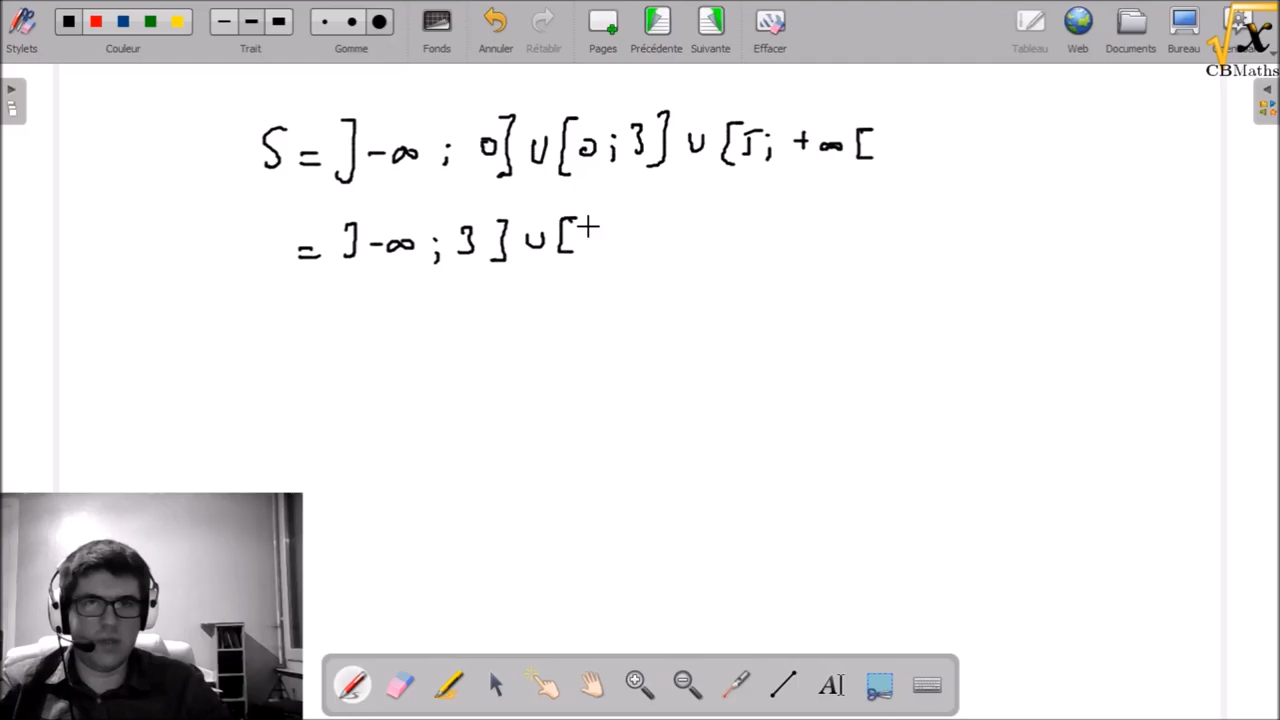 Stylets Couleur Trait Gomme Fonds Annuler Rétablir Pages Précédente Suivante Effacer Tableau Web Documents Bureau
CBMaths
S = ]-∞ ; 0] ∪ [0 ; 3] ∪ [5 ; +∞ [
= ]-∞ ; 3 ] ∪ [